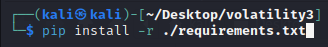 ┌──(kali㉿kali)-[~/Desktop/volatility3]
└─$ pip install -r ./requirements.txt